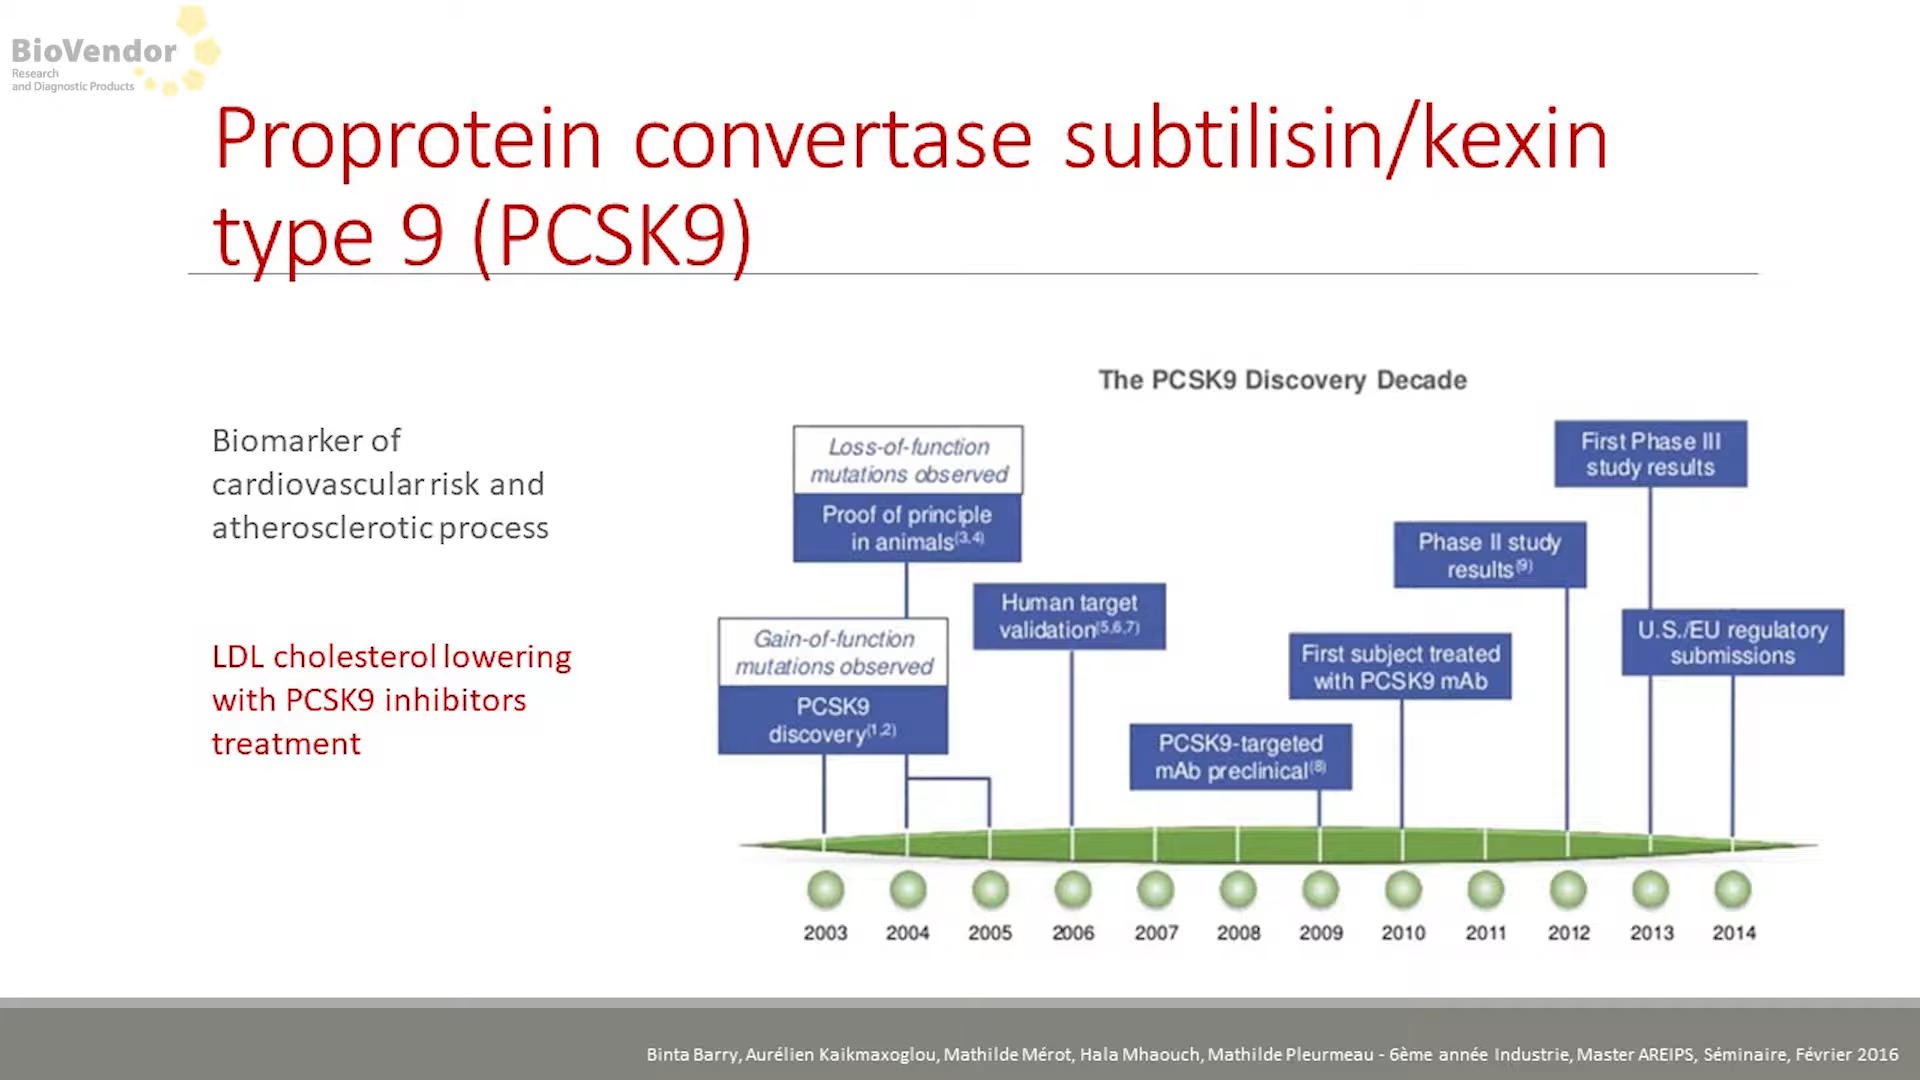 BioVendor
Research
and Diagnostic Products
Proprotein convertase subtilisin/kexin
type 9 (PCSK9)
Biomarker of
cardiovascular risk and
atherosclerotic process
LDL cholesterol lowering
with PCSK9 inhibitors
treatment
The PCSK9 Discovery Decade
Loss-of-function
mutations observed
Proof of principle
in animals(3,4)
Gain-of-function
mutations observed
PCSK9
discovery(1,2)
Human target
validation(5,6,7)
PCSK9-targeted
mAb preclinical(8)
First subject treated
with PCSK9 mAb
Phase II study
results(9)
First Phase III
study results
U.S./EU regulatory
submissions
2003 2004 2005 2006 2007 2008 2009 2010 2011 2012 2013 2014
Binta Barry, Aurélien Kaikmaxoglou, Mathilde Mérot, Hala Mhaouch, Mathilde Pleurmeau - 6ème année Industrie, Master AREIPS, Séminaire, Février 2016